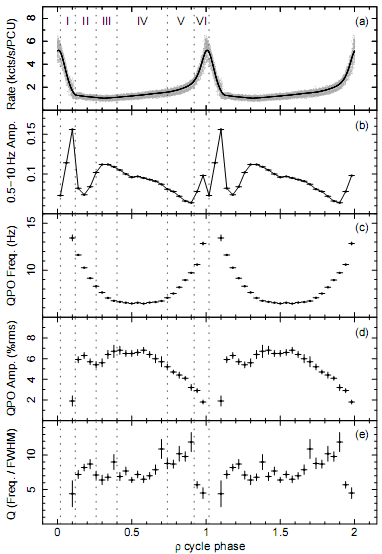 I II III IV V VI (a)
Rate (kcts/s/PCU)
2 4 6 8
(b)
0.5−10 Hz Amp.
0.1 0.15
(c)
QPO Freq. (Hz)
10 15
(d)
QPO Amp. (%rms)
2 4 6 8
(e)
Q (Freq. / FWHM)
5 10
0 0.5 1 1.5 2
ρ cycle phase